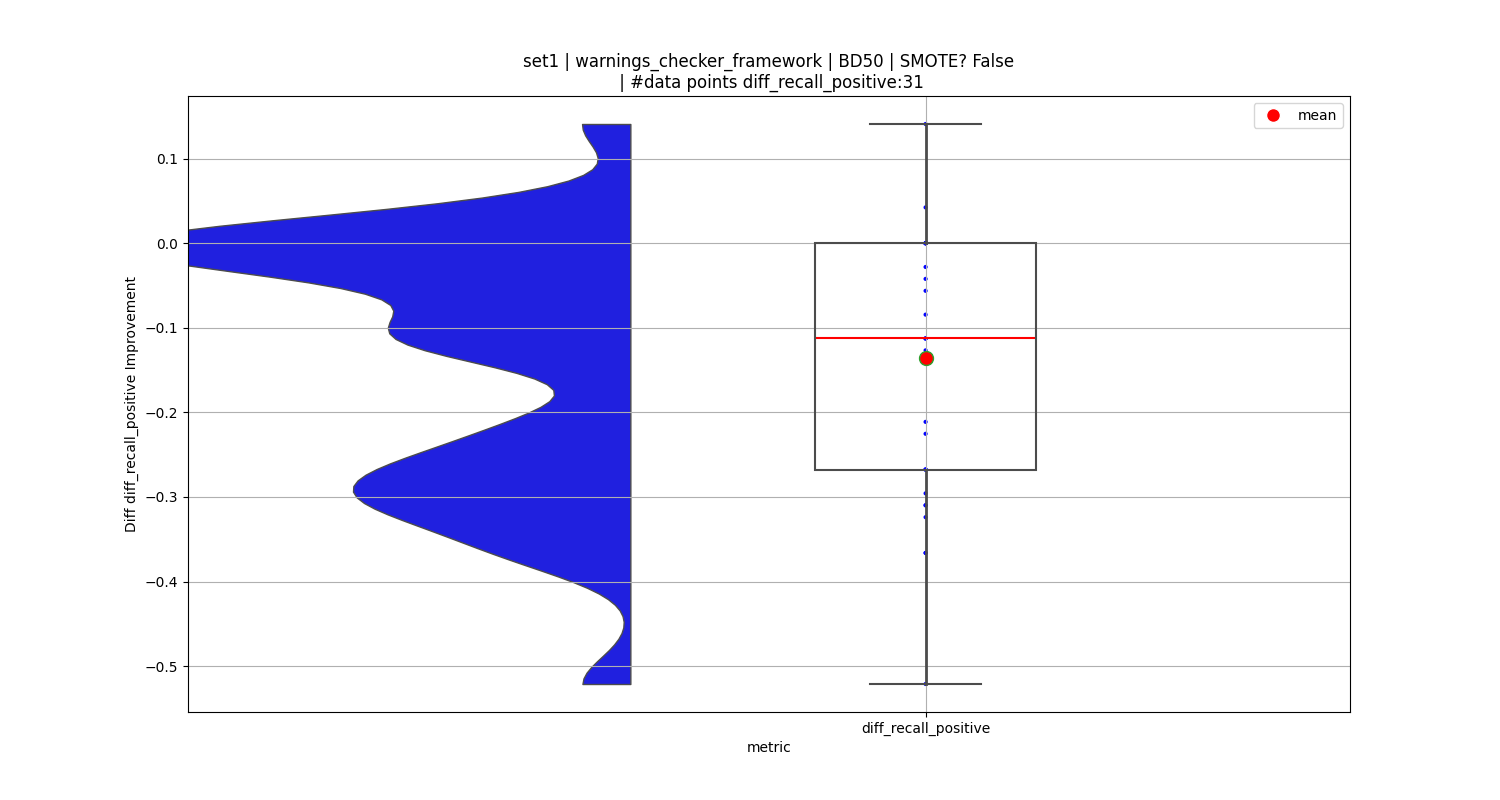 set1 | warnings_checker_framework | BD50 | SMOTE? False
| #data points diff_recall_positive:31
mean
0.1
0.0
−0.1
−0.2
−0.3
−0.4
−0.5
Diff diff_recall_positive Improvement
diff_recall_positive
metric